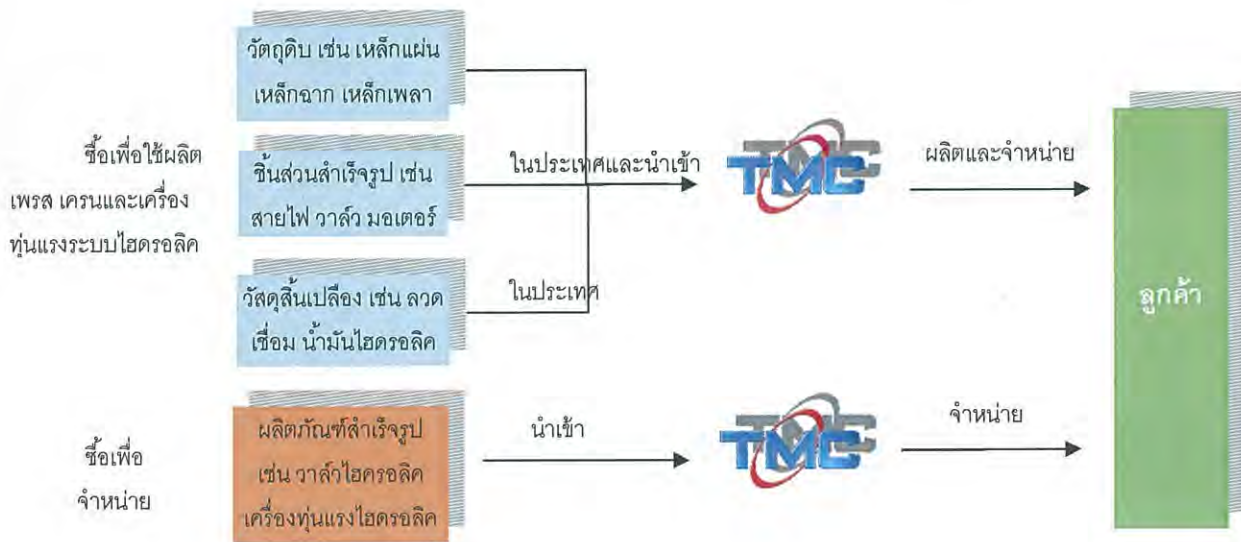 วัตถุดิบ เช่น เหล็กแผ่น
เหล็กฉาก เหล็กเพลา
ซื้อเพื่อใช้ผลิต
เพรส เครนและเครื่อง
ทุ่นแรงระบบไฮดรอลิค
ชิ้นส่วนสำเร็จรูป เช่น
สายไฟ วาล์ว มอเตอร์
ในประเทศและนำเข้า
TMC
ผลิตและจำหน่าย
วัสดุสิ้นเปลือง เช่น ลวด
เชื่อม น้ำมันไฮดรอลิค
ในประเทศ
ลูกค้า
ซื้อเพื่อ
จำหน่าย
ผลิตภัณฑ์สำเร็จรูป
เช่น วาล์วไฮดรอลิค
เครื่องทุ่นแรงไฮดรอลิค
นำเข้า
TMC
จำหน่าย